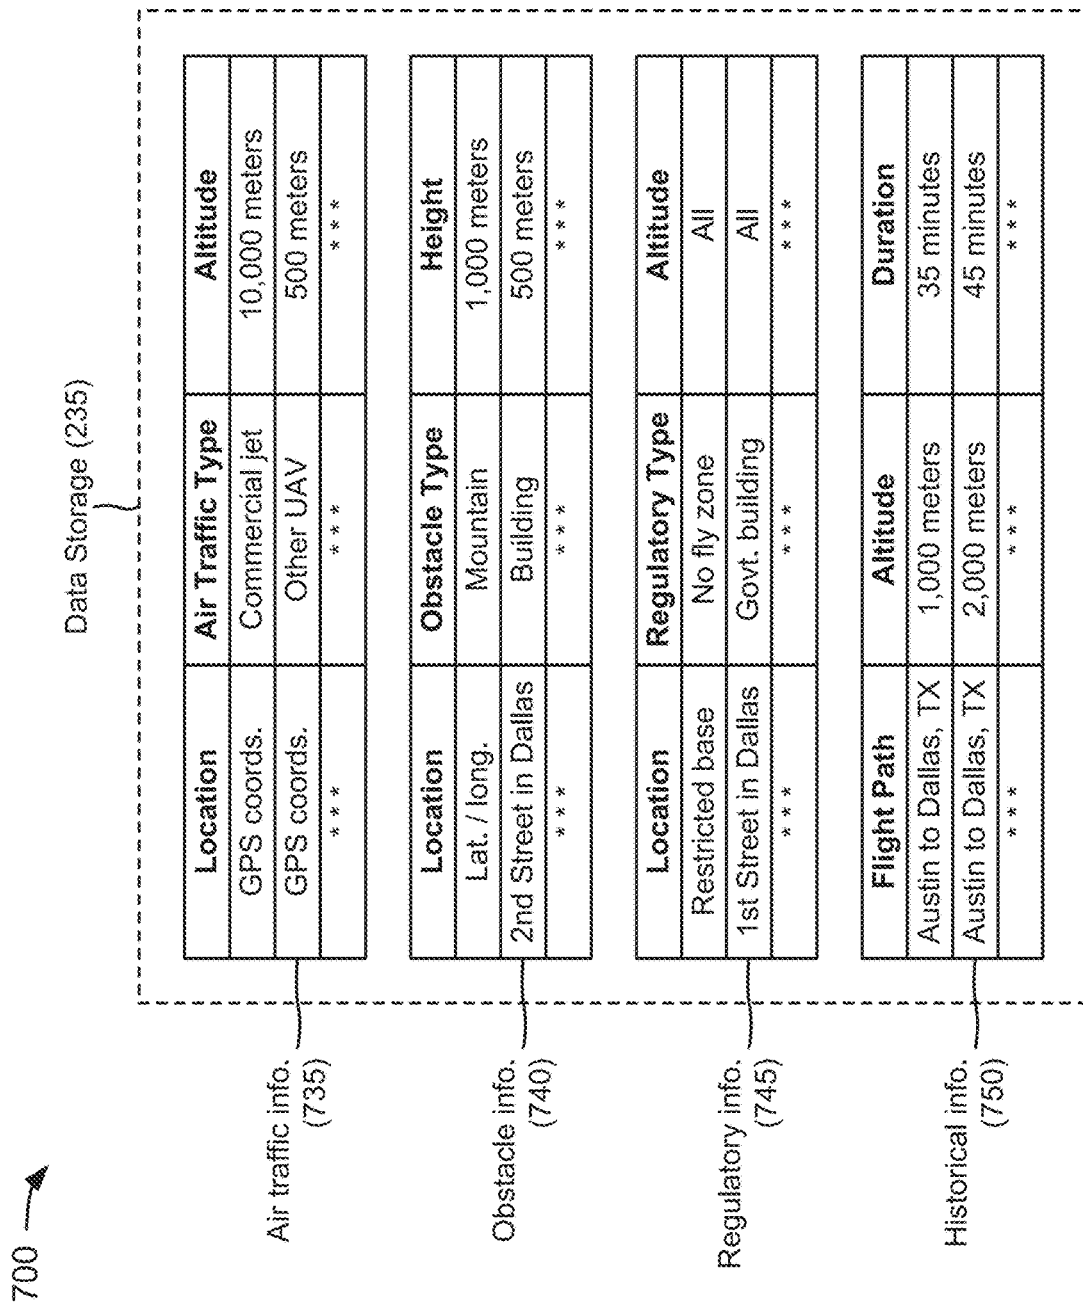 700
Data Storage (235)
Air traffic info.
(735)
Location Air Traffic Type Altitude
GPS coords. Commercial jet 10,000 meters
GPS coords. Other UAV 500 meters
* * * * * * * * *
Obstacle info.
(740)
Location Obstacle Type Height
Lat. / long. Mountain 1,000 meters
2nd Street in Dallas Building 500 meters
* * * * * * * * *
Regulatory info.
(745)
Location Regulatory Type Altitude
Restricted base No fly zone All
1st Street in Dallas Govt. building All
* * * * * * * * *
Historical info.
(750)
Flight Path Altitude Duration
Austin to Dallas, TX 1,000 meters 35 minutes
Austin to Dallas, TX 2,000 meters 45 minutes
* * * * * * * * *